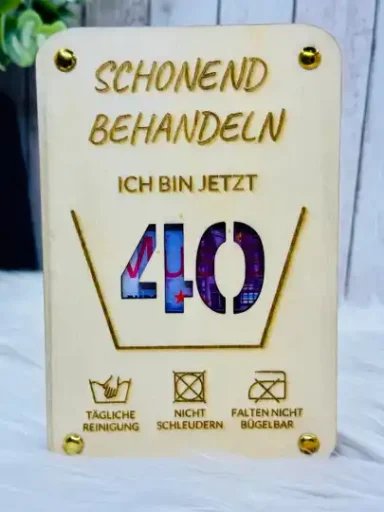 SCHONEND
BEHANDELN
ICH BIN JETZT
40
TÄGLICHE
REINIGUNG
NICHT
SCHLEUDERN
FALTEN NICHT
BÜGELBAR